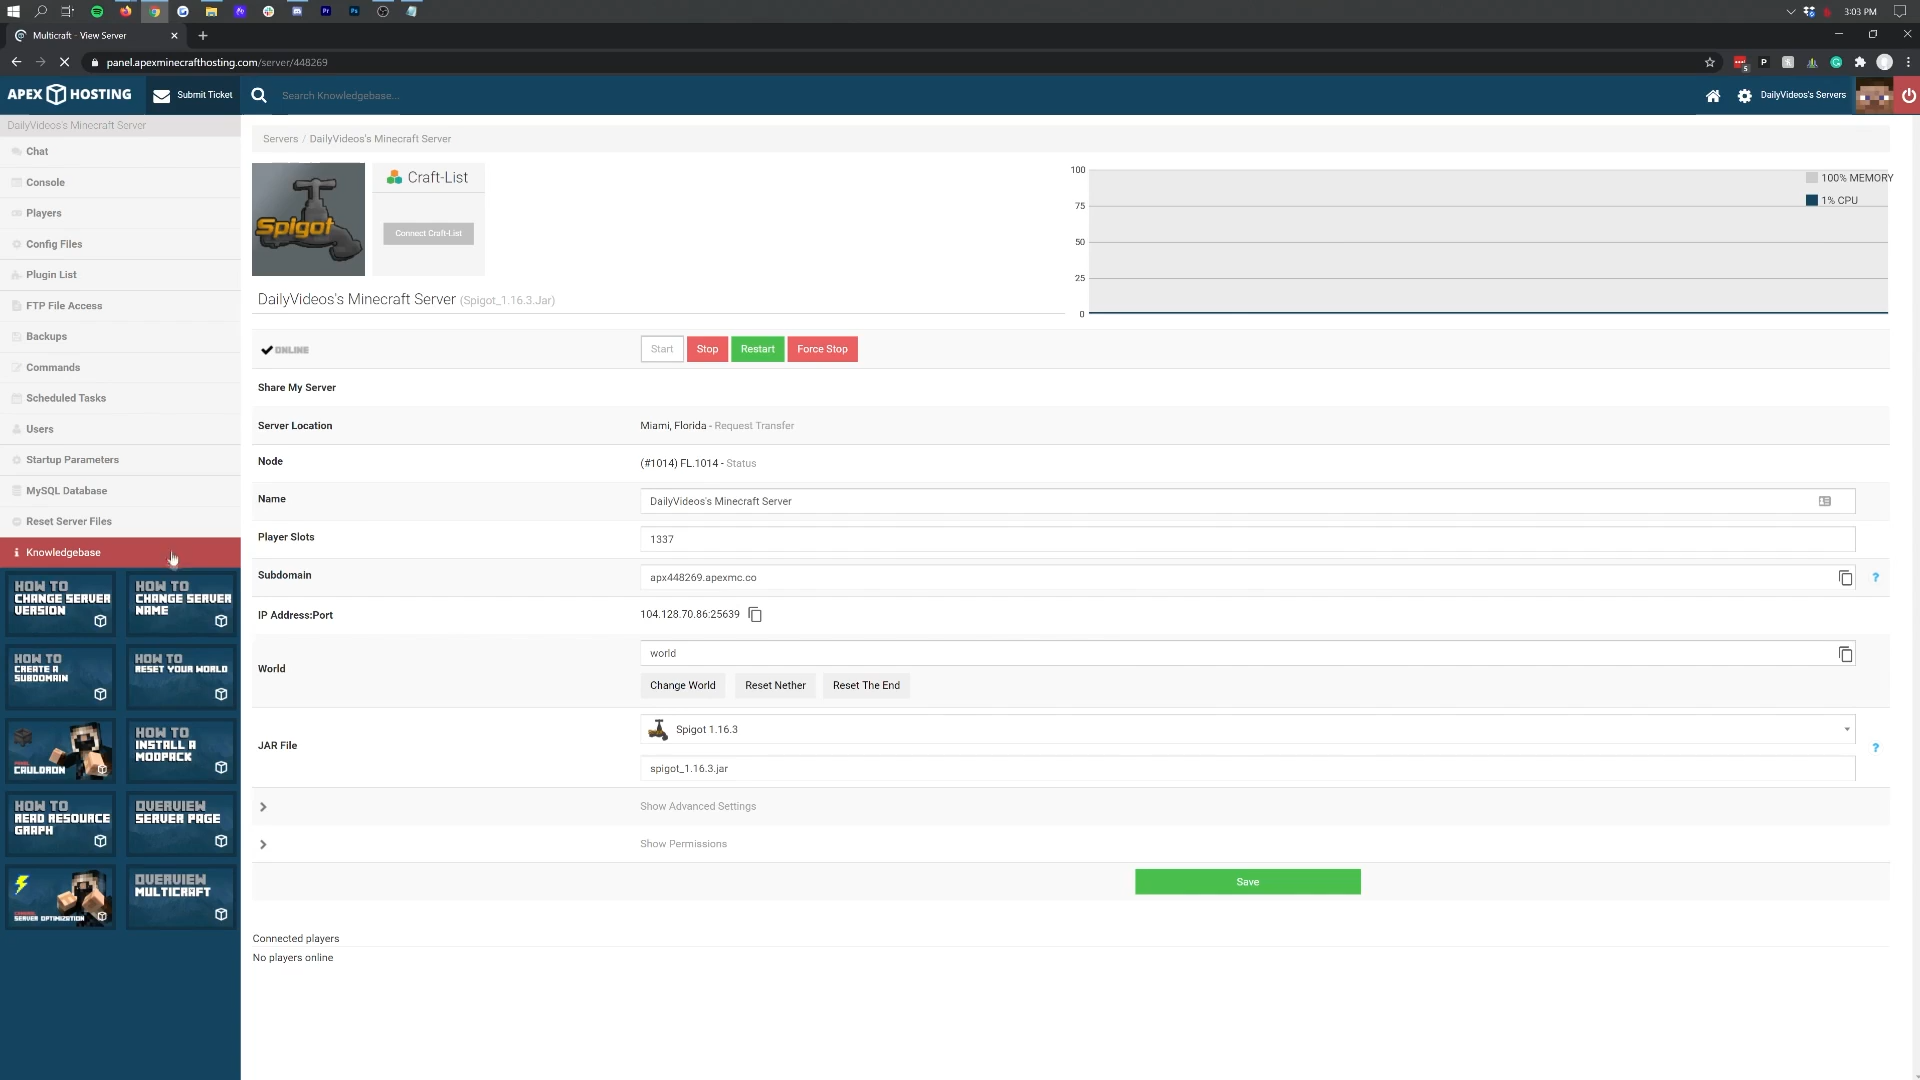 3:03 PM
Multicraft - View Server
panel.apexminecrafthosting.com/server/448269
APEX HOSTING
Submit Ticket
Search Knowledgebase...
DailyVideos's Servers
DailyVideos's Minecraft Server
Chat
Console
Players
Config Files
Plugin List
FTP File Access
Backups
Commands
Scheduled Tasks
Users
Startup Parameters
MySQL Database
Reset Server Files
Knowledgebase
HOW TO
CHANGE SERVER
VERSION
HOW TO
CHANGE SERVER
NAME
HOW TO
CREATE A
SUBDOMAIN
HOW TO
RESET YOUR WORLD
CAULDRON
HOW TO
INSTALL A
MODPACK
HOW TO
READ RESOURCE
GRAPH
OVERVIEW
SERVER PAGE
SERVER OPTIMIZATION
OVERVIEW
MULTICRAFT
Servers / DailyVideos's Minecraft Server
Spigot
Craft-List
Connect Craft-List
DailyVideos's Minecraft Server (Spigot_1.16.3.Jar)
100
75
50
25
0
100% MEMORY
1% CPU
ONLINE
Start
Stop
Restart
Force Stop
Share My Server
Server Location
Miami, Florida - Request Transfer
Node
(#1014) FL.1014 - Status
Name
DailyVideos's Minecraft Server
Player Slots
1337
Subdomain
apx448269.apexmc.co
?
IP Address:Port
104.128.70.86:25639
World
world
Change World
Reset Nether
Reset The End
JAR File
Spigot 1.16.3
spigot_1.16.3.jar
?
Show Advanced Settings
Show Permissions
Save
Connected players
No players online